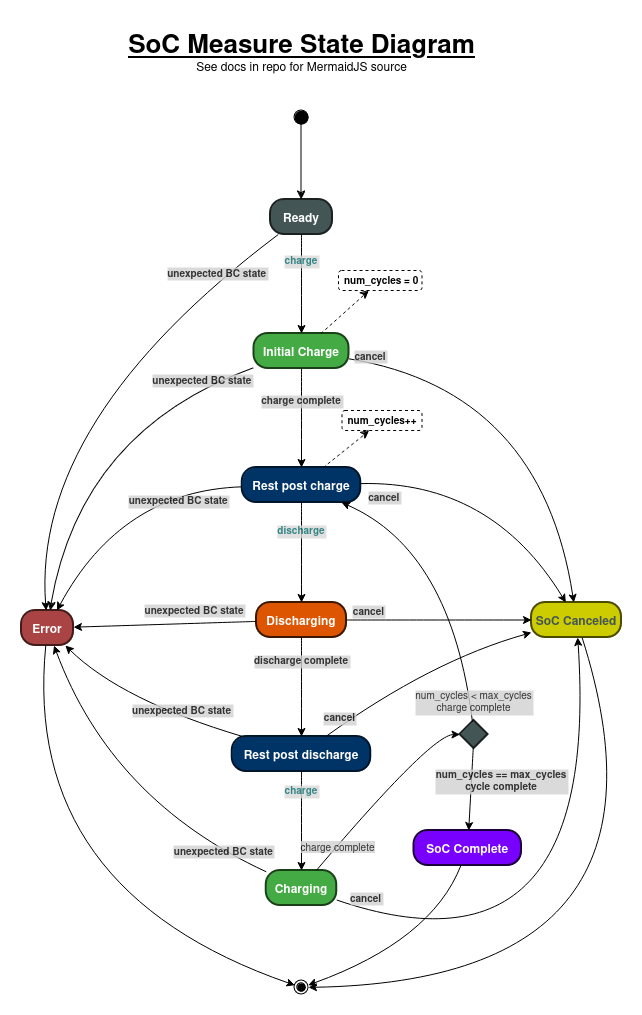 SoC Measure State Diagram
See docs in repo for MermaidJS source
Ready
charge
unexpected BC state
num_cycles = 0
Initial Charge
cancel
unexpected BC state
charge complete
num_cycles++
Rest post charge
cancel
unexpected BC state
discharge
unexpected BC state
cancel
Discharging
SoC Canceled
Error
discharge complete
num_cycles < max_cycles
charge complete
unexpected BC state
cancel
Rest post discharge
num_cycles == max_cycles
cycle complete
charge
charge complete
SoC Complete
unexpected BC state
Charging
cancel